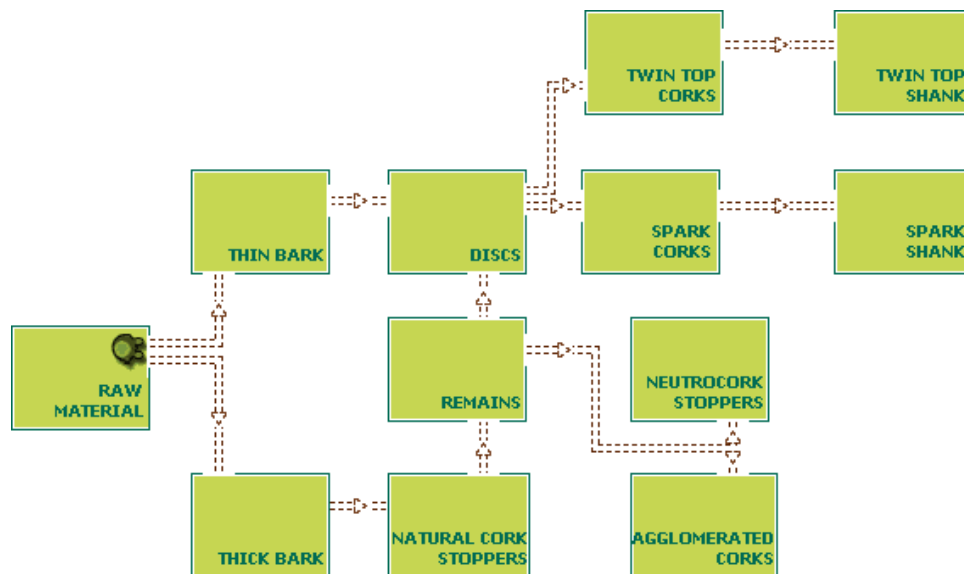 TWIN TOP
CORKS
TWIN TOP
SHANK
THIN BARK
DISCS
SPARK
CORKS
SPARK
SHANK
RAW
MATERIAL
REMAINS
NEUTROCORK
STOPPERS
THICK BARK
NATURAL CORK
STOPPERS
AGGLOMERATED
CORKS